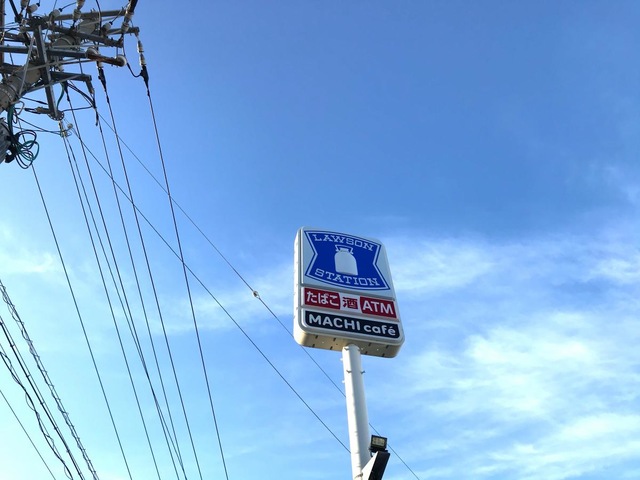 LAWSON
STATION
たばこ 酒 ATM
MACHI café